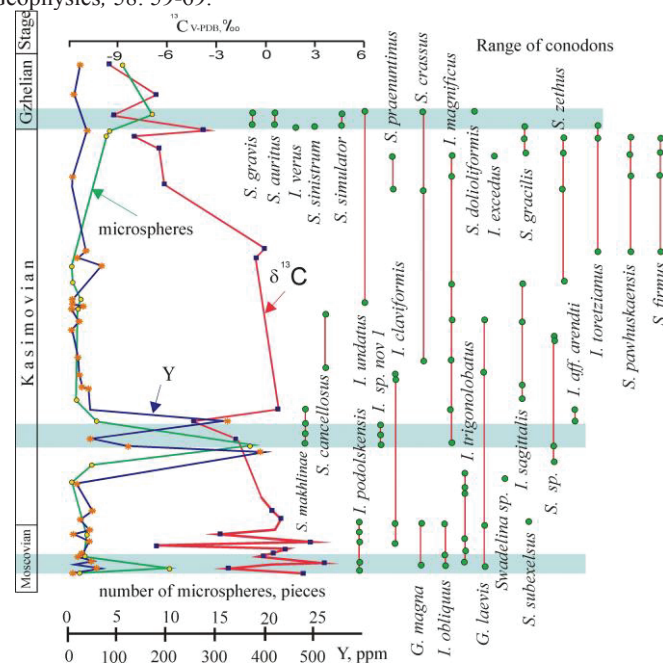 Geophysics, 58: 59-69.
Stage
13C V-PDB, ‰
-9 -6 -3 0 3 6
Range of conodons
Gzhelian
Kasimovian
Moscovian
S. praenuntinus
S. crassus
I. magnificus
S. zethus
S. gravis
S. auritus
I. verus
S. sinistrum
S. simulator
S. dolioliformis
I. excedus
S. gracilis
microspheres
δ13C
Y
I. undatus
I. claviformis
I. toretzianus
S. pawhuskaensis
S. firmus
S. makhlinae
S. cancellosus
I. podolskensis
I. sp. nov 1
I. trigonolobatus
I. sagittalis
S. sp.
I. aff. arendti
G. magna
I. obliquus
G. laevis
Swadelina sp.
S. subexelsus
number of microspheres, pieces
0 5 10 15 20 25
0 100 200 300 400 500 Y, ppm